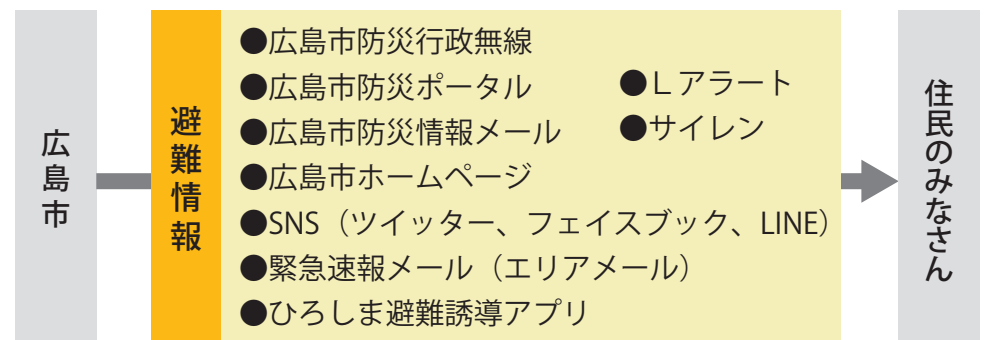 広島市
避難情報
●広島市防災行政無線
●広島市防災ポータル
●Ｌアラート
●広島市防災情報メール
●サイレン
●広島市ホームページ
●SNS（ツイッター、フェイスブック、LINE）
●緊急速報メール（エリアメール）
●ひろしま避難誘導アプリ
住民のみなさん